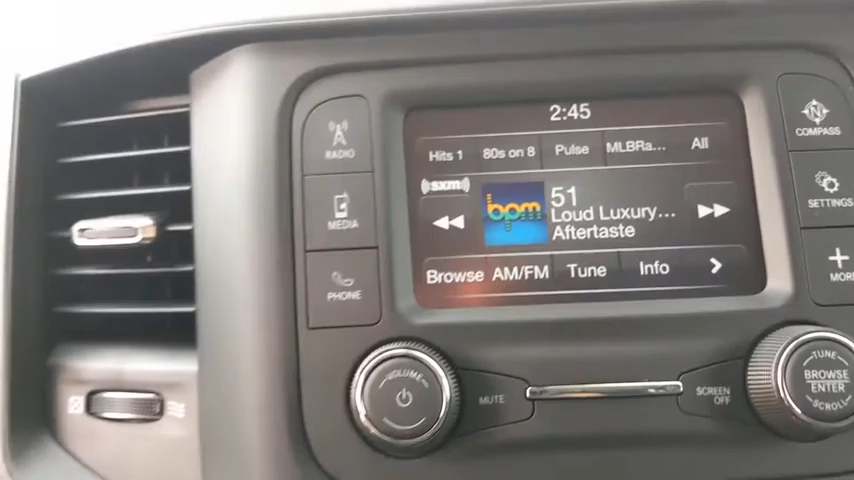 2:45
Hits 1 80s on 8 Pulse MLBRa... All
sxm
bpm
51
Loud Luxury...
Aftertaste
Browse AM/FM Tune Info
RADIO
MEDIA
PHONE
COMPASS
SETTINGS
MORE
VOLUME
MUTE
SCREEN
OFF
TUNE
BROWSE
ENTER
SCROLL